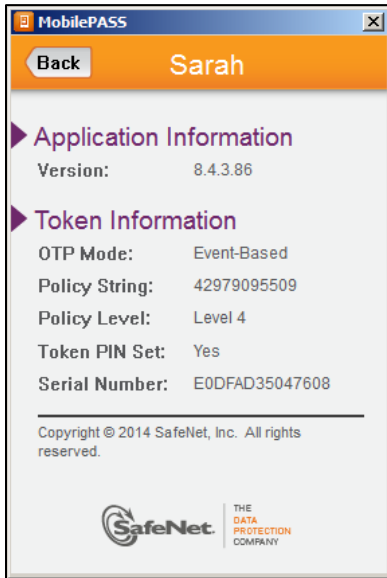 MobilePASS
Back
Sarah
Application Information
Version: 8.4.3.86
Token Information
OTP Mode: Event-Based
Policy String: 42979095509
Policy Level: Level 4
Token PIN Set: Yes
Serial Number: E0DFAD35047608
Copyright © 2014 SafeNet, Inc. All rights
reserved.
SafeNet.
THE
DATA
PROTECTION
COMPANY